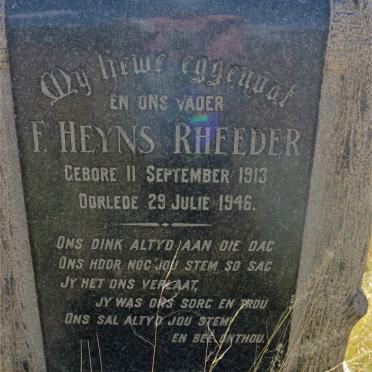 My liewe eggenoot
EN ONS VADER
F. HEYNS RHEEDER
GEBORE 11 SEPTEMBER 1913
OORLEDE 29 JULIE 1946.
ONS DINK ALTYD AAN DIE DAG
ONS HOOR NOG JOU STEM SO SAG
JY HET ONS VERLAAT,
JY WAS ONS SORG EN TROU
ONS SAL ALTYD JOU STEM
EN BEE ONTHOU.